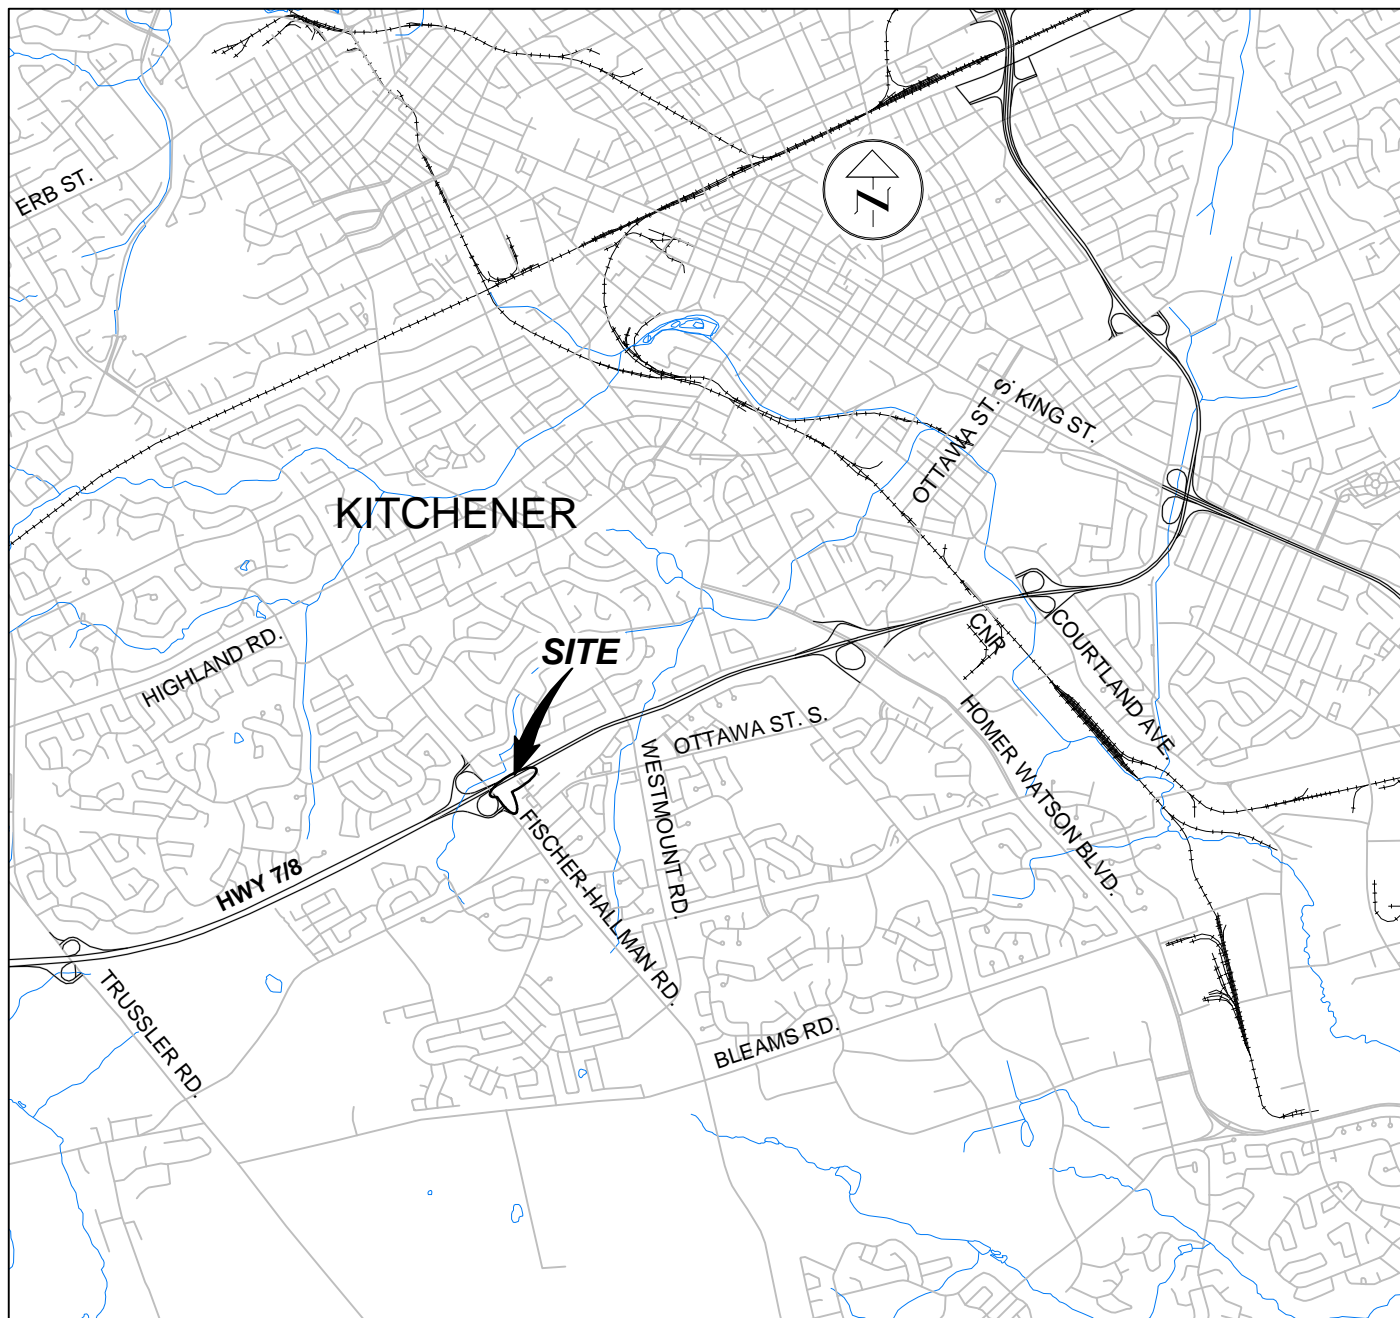 ERB ST.
N
OTTAWA ST. S.
KING ST.
KITCHENER
HIGHLAND RD.
SITE
CNR
COURTLAND AVE.
OTTAWA ST. S.
WESTMOUNT RD.
HOMER WATSON BLVD.
FISCHER-HALLMAN RD.
HWY 7/8
TRUSSLER RD.
BLEAMS RD.